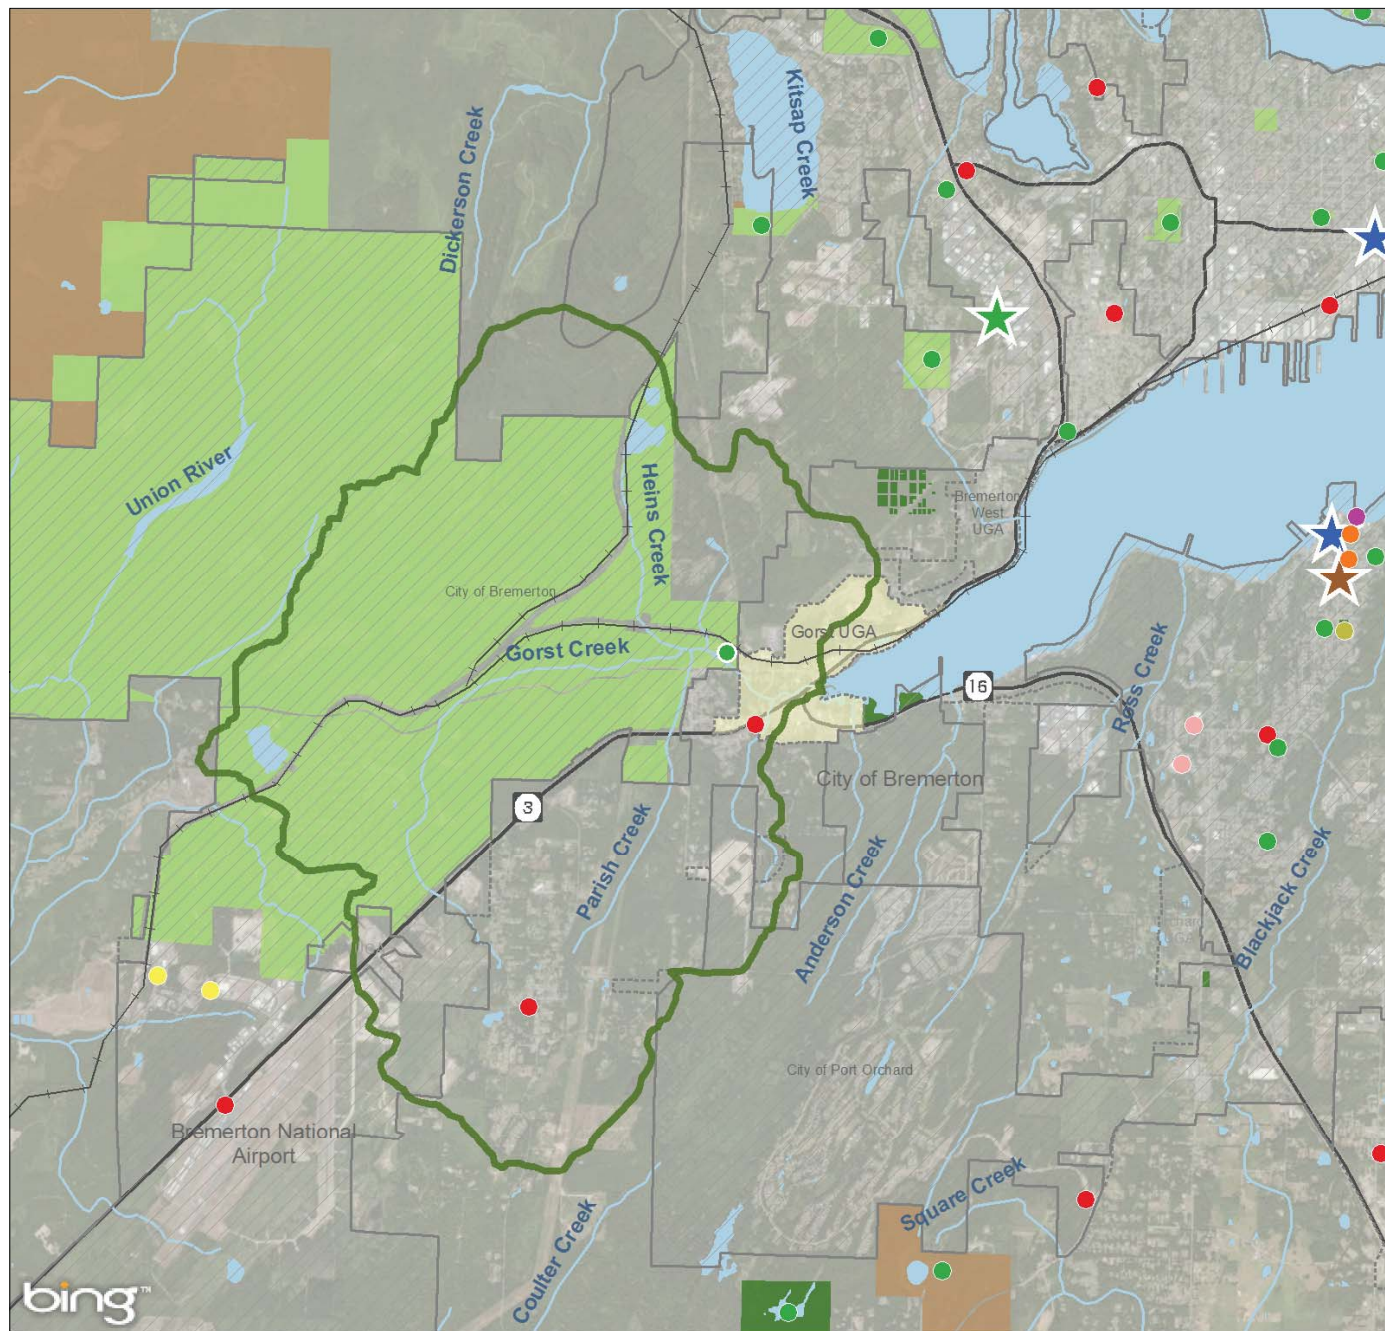 Kitsap Creek
Dickerson Creek
Union River
Heins Creek
Bremerton
West
UGA
City of Bremerton
Gorst UGA
Gorst Creek
16
Ross Creek
City of Bremerton
3
Parish Creek
Anderson Creek
Blackjack Creek
City of Port Orchard
Bremerton National
Airport
Square Creek
Coulter Creek
bing™